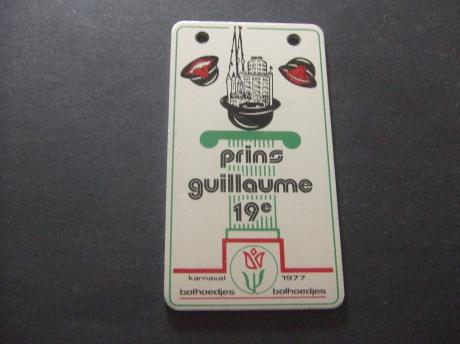 prins
guillaume
19e
karnaval 1977
bolhoedjes bolhoedjes